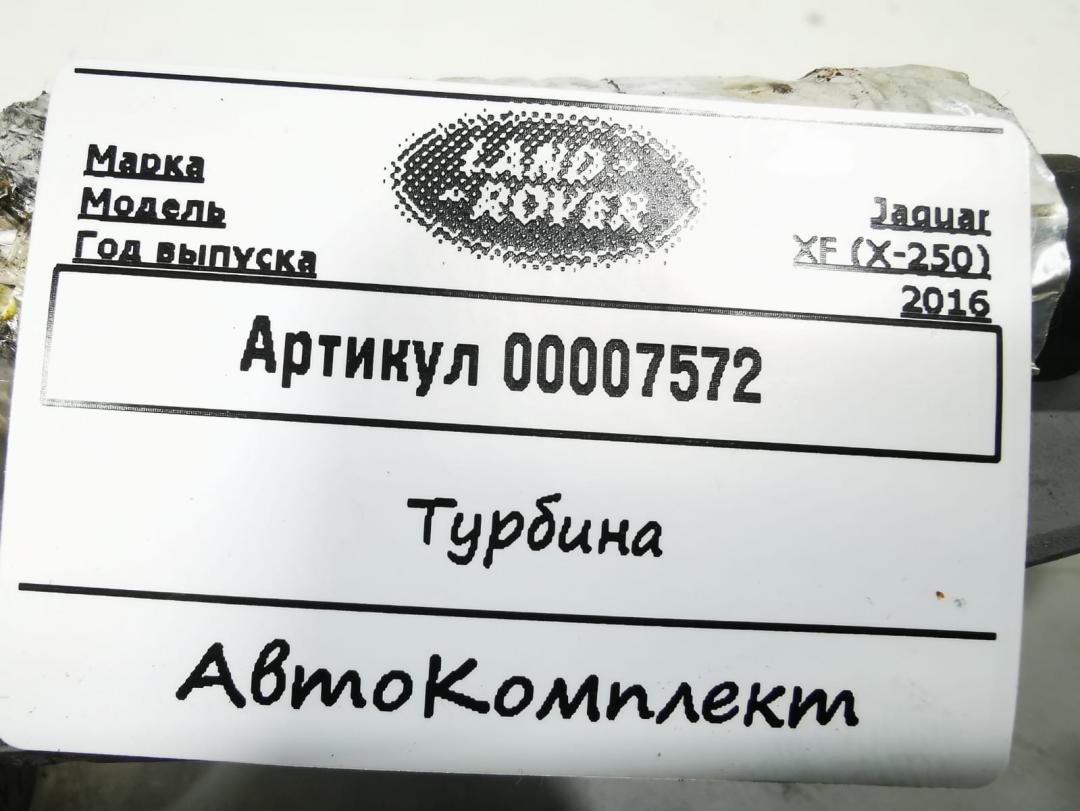 LAND-
-ROVER
Марка Jaguar
Модель XF (X-250)
Год выпуска 2016
Артикул 00007572
Турбина
АвтоКомплект